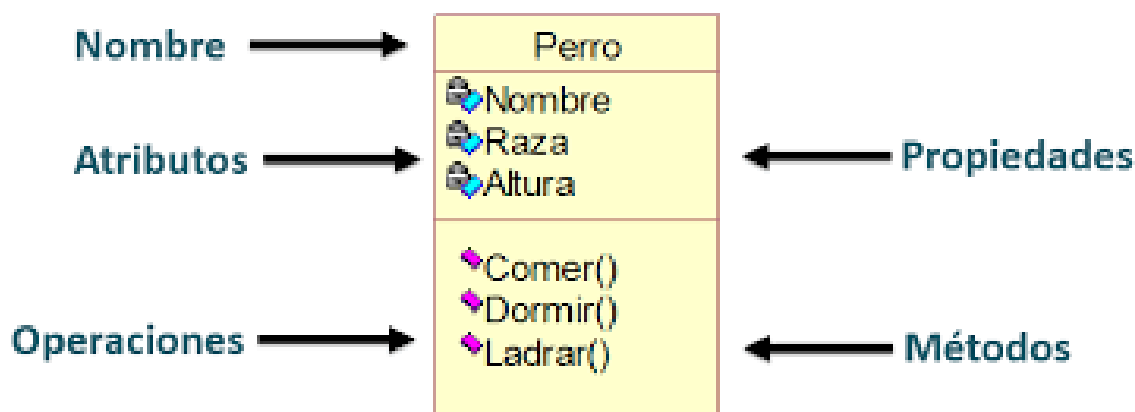 Nombre
Perro
Nombre
Raza
Altura
Atributos
Propiedades
Comer()
Dormir()
Ladrar()
Operaciones
Métodos